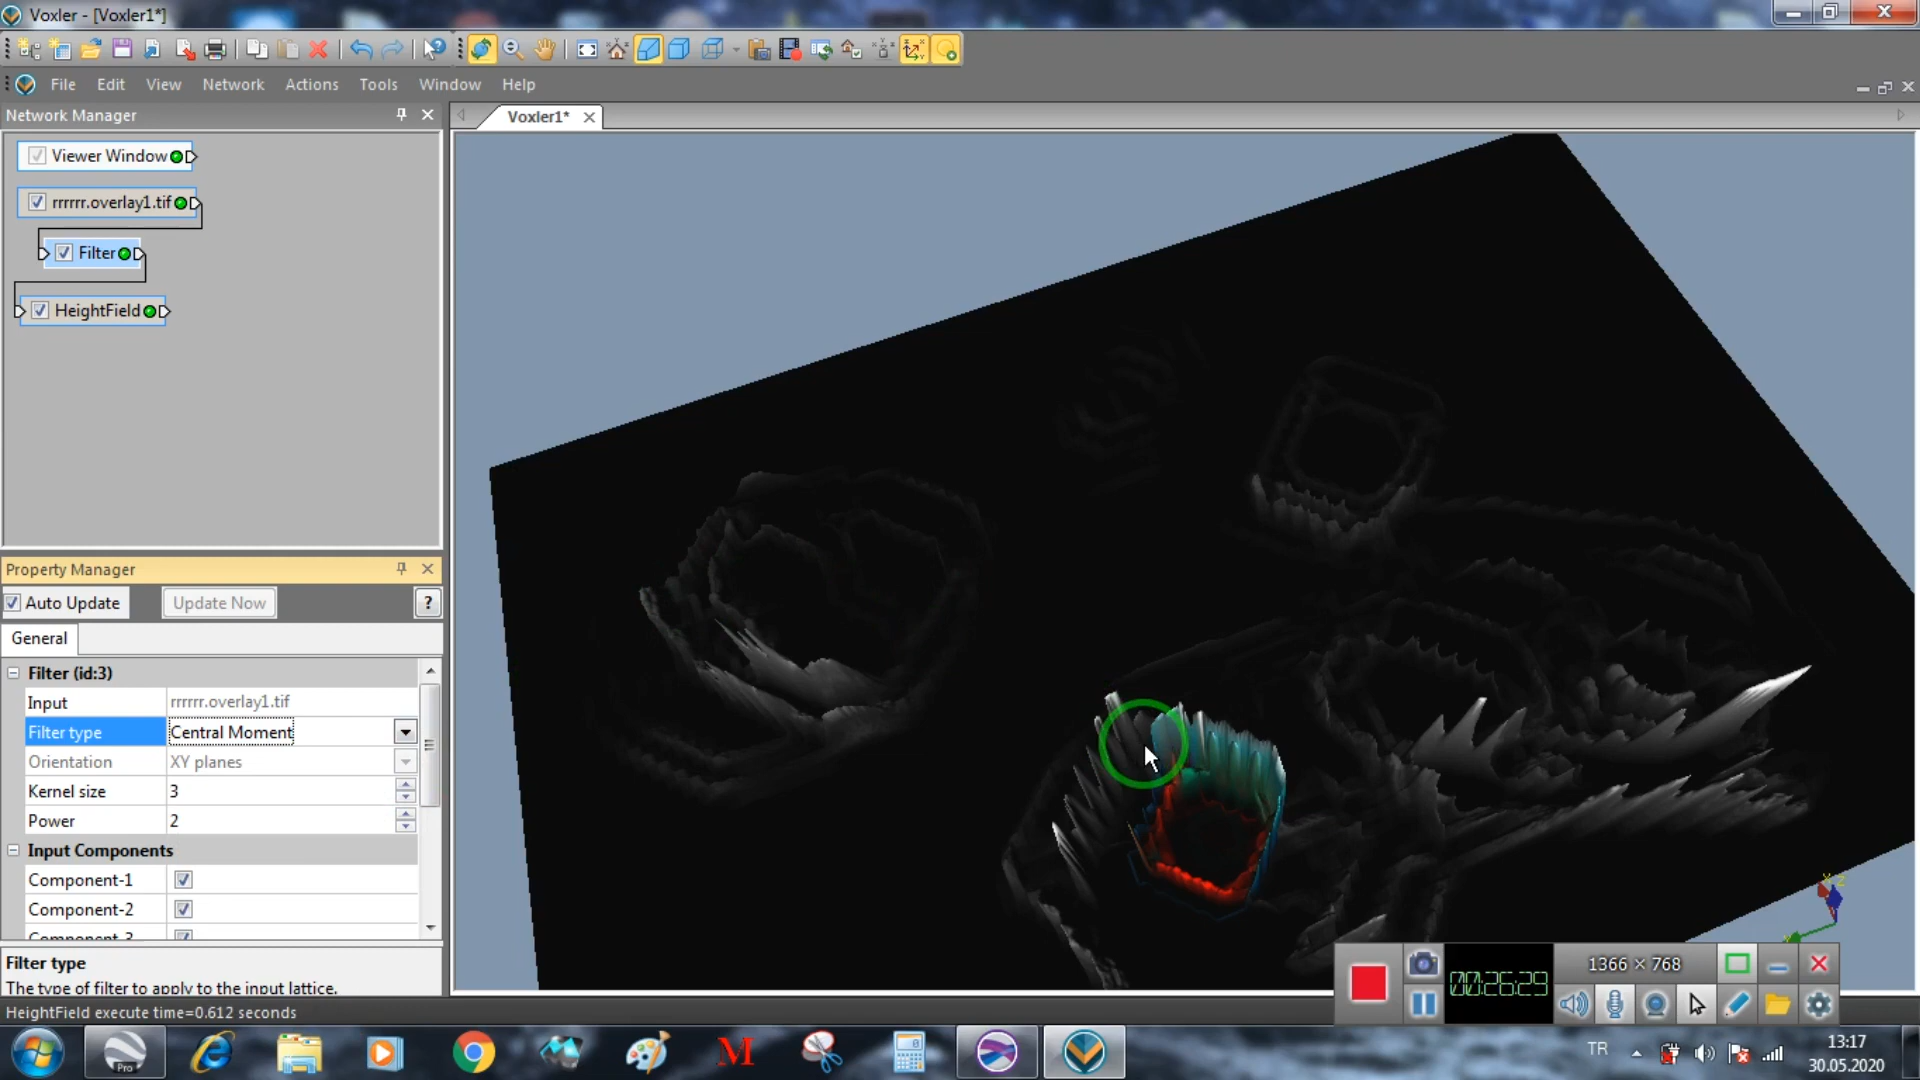 Voxler - [Voxler1*]
File Edit View Network Actions Tools Window Help
Network Manager
Voxler1*
Viewer Window
rrrrrr.overlay1.tif
Filter
HeightField
Property Manager
Auto Update Update Now ?
General
Filter (id:3)
Input rrrrrr.overlay1.tif
Filter type Central Moment
Orientation XY planes
Kernel size 3
Power 2
Input Components
Component-1
Component-2
Component-3
Filter type
The type of filter to apply to the input lattice.
HeightField execute time=0.612 seconds
00:26:29
1366 × 768
Pro
M
TR
13:17
30.05.2020